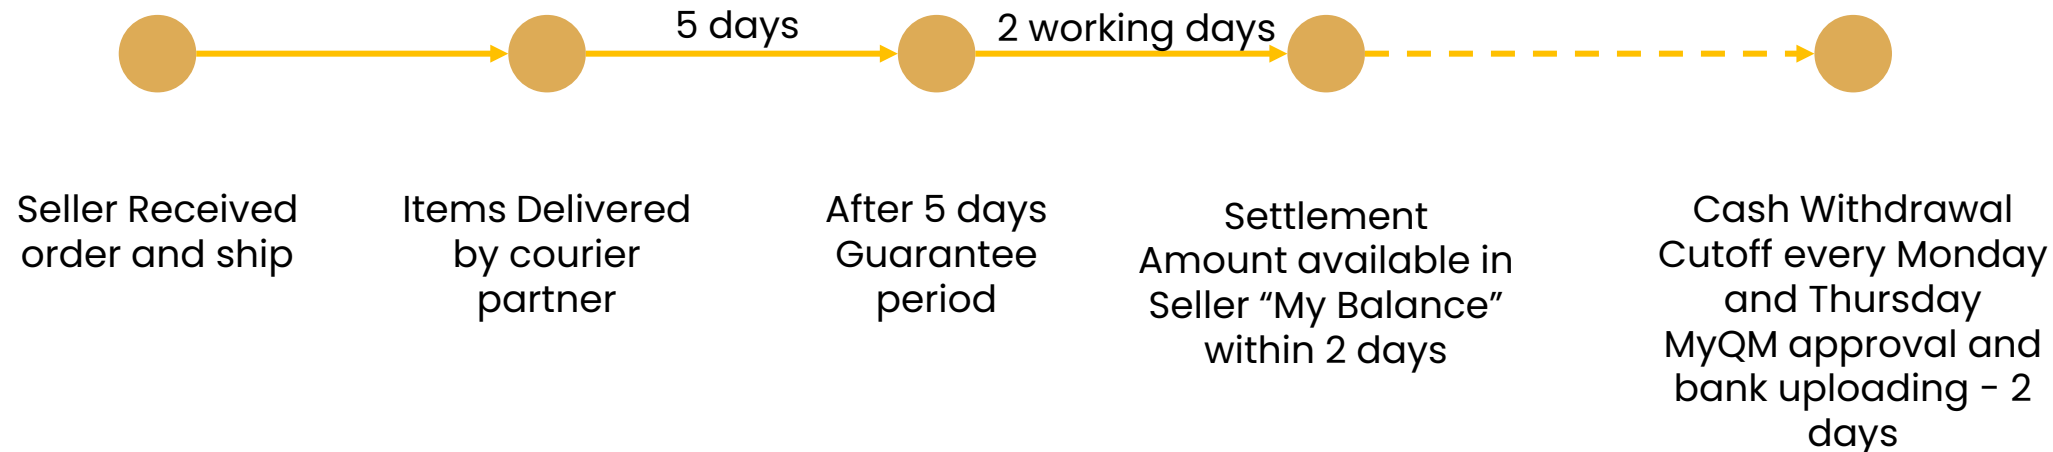 5 days
2 working days
Seller Received
order and ship
Items Delivered
by courier
partner
After 5 days
Guarantee
period
Settlement
Amount available in
Seller “My Balance”
within 2 days
Cash Withdrawal
Cutoff every Monday
and Thursday
MyQM approval and
bank uploading - 2
days